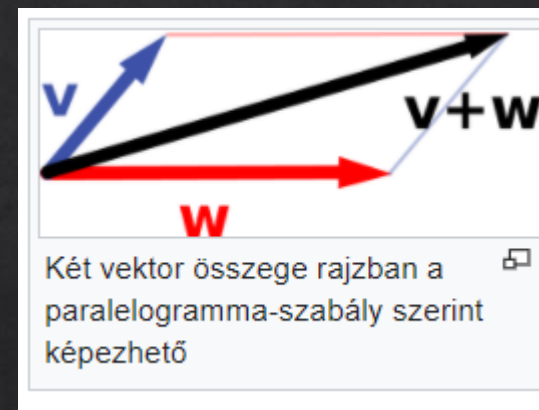 v
v+w
w
Két vektor összege rajzban a
paralelogramma-szabály szerint
képezhető